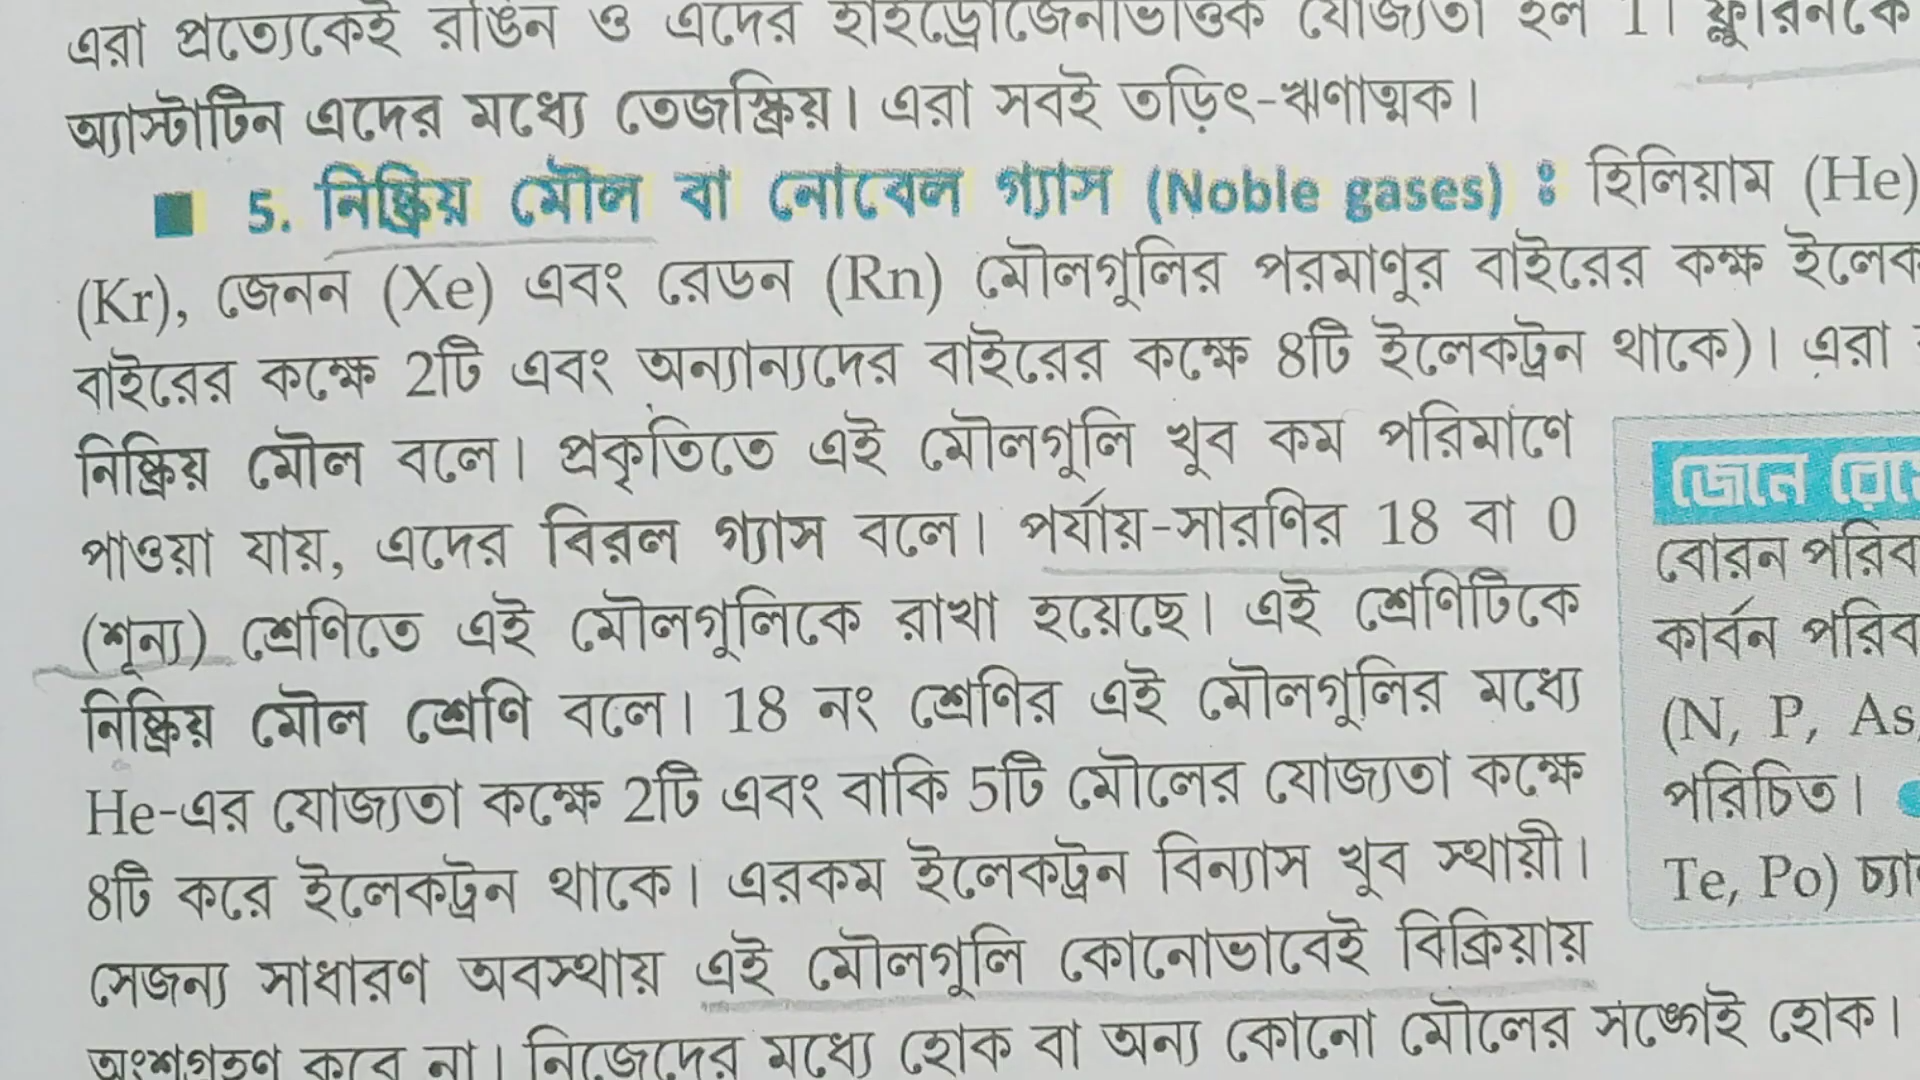 এরা প্রত্যেকেই রঙিন ও এদের হাইড্রোজেনভিত্তিক যোজ্যতা হল 1। ফ্লুরিনকে
অ্যাস্টাটিন এদের মধ্যে তেজস্ক্রিয়। এরা সবই তড়িৎ-ঋণাত্মক।
■ 5. নিষ্ক্রিয় মৌল বা নোবেল গ্যাস (Noble gases) : হিলিয়াম (He)
(Kr), জেনন (Xe) এবং রেডন (Rn) মৌলগুলির পরমাণুর বাইরের কক্ষ
বাইরের কক্ষে 2টি এবং অন্যান্যদের বাইরের কক্ষে 8টি ইলেকট্রন থাকে)। এরা
নিষ্ক্রিয় মৌল বলে। প্রকৃতিতে এই মৌলগুলি খুব কম পরিমাণে
পাওয়া যায়, এদের বিরল গ্যাস বলে। পর্যায়-সারণির 18 বা 0
(শূন্য) শ্রেণিতে এই মৌলগুলিকে রাখা হয়েছে। এই শ্রেণিটিকে
নিষ্ক্রিয় মৌল শ্রেণি বলে। 18 নং শ্রেণির এই মৌলগুলির মধ্যে
He-এর যোজ্যতা কক্ষে 2টি এবং বাকি 5টি মৌলের যোজ্যতা কক্ষে
8টি করে ইলেকট্রন থাকে। এরকম ইলেকট্রন বিন্যাস খুব স্থায়ী।
সেজন্য সাধারণ অবস্থায় এই মৌলগুলি কোনোভাবেই বিক্রিয়ায়
অংশগ্রহণ করে না। নিজেদের মধ্যে হোক বা অন্য কোনো মৌলের সঙ্গেই হোক।
জেনে
বোরন
কার্বন
(N, P, As,
পরিচিত।
Te, Po)